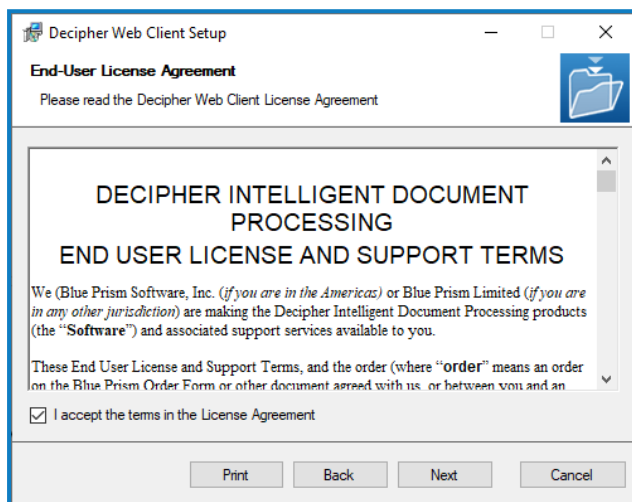 Decipher Web Client Setup
End-User License Agreement
Please read the Decipher Web Client License Agreement
DECIPHER INTELLIGENT DOCUMENT
PROCESSING
END USER LICENSE AND SUPPORT TERMS
We (Blue Prism Software, Inc. (if you are in the Americas) or Blue Prism Limited (if you are
in any other jurisdiction) are making the Decipher Intelligent Document Processing products
(the “Software”) and associated support services available to you.
These End User License and Support Terms, and the order (where “order” means an order
on the Blue Prism Order Form or other document agreed with us, or between you and an
I accept the terms in the License Agreement
Print Back Next Cancel